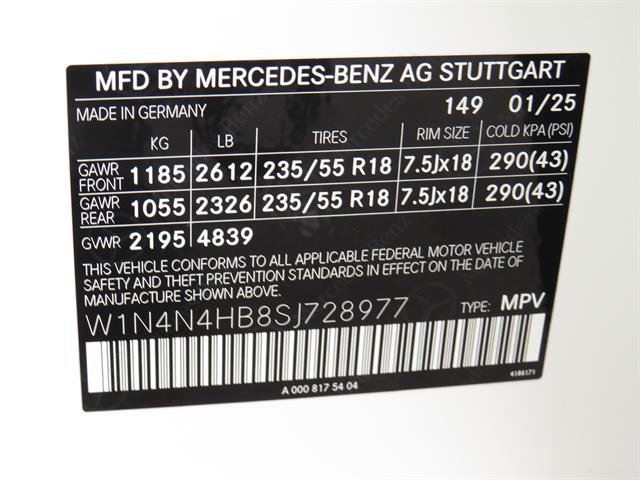 MFD BY MERCEDES-BENZ AG STUTTGART
MADE IN GERMANY 149 01/25
KG LB TIRES RIM SIZE COLD KPA (PSI)
GAWR FRONT 1185 2612 235/55 R18 7.5Jx18 290(43)
GAWR REAR 1055 2326 235/55 R18 7.5Jx18 290(43)
GVWR 2195 4839
THIS VEHICLE CONFORMS TO ALL APPLICABLE FEDERAL MOTOR VEHICLE
SAFETY AND THEFT PREVENTION STANDARDS IN EFFECT ON THE DATE OF
MANUFACTURE SHOWN ABOVE.
W1N4N4HB8SJ728977 TYPE: MPV
A 000 817 54 04 4186171